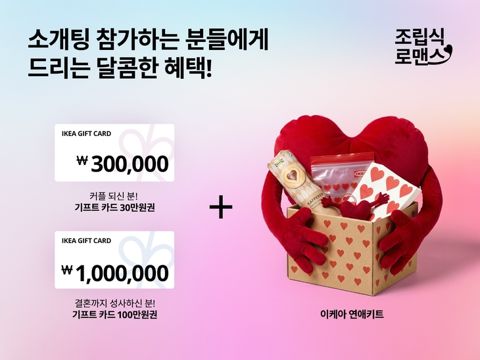 소개팅 참가하는 분들에게
드리는 달콤한 혜택!
조립식
로맨스
IKEA GIFT CARD
₩300,000
커플 되신 분!
기프트 카드 30만원권
+
IKEA GIFT CARD
₩1,000,000
결혼까지 성사하신 분!
기프트 카드 100만원권
이케아 연애키트